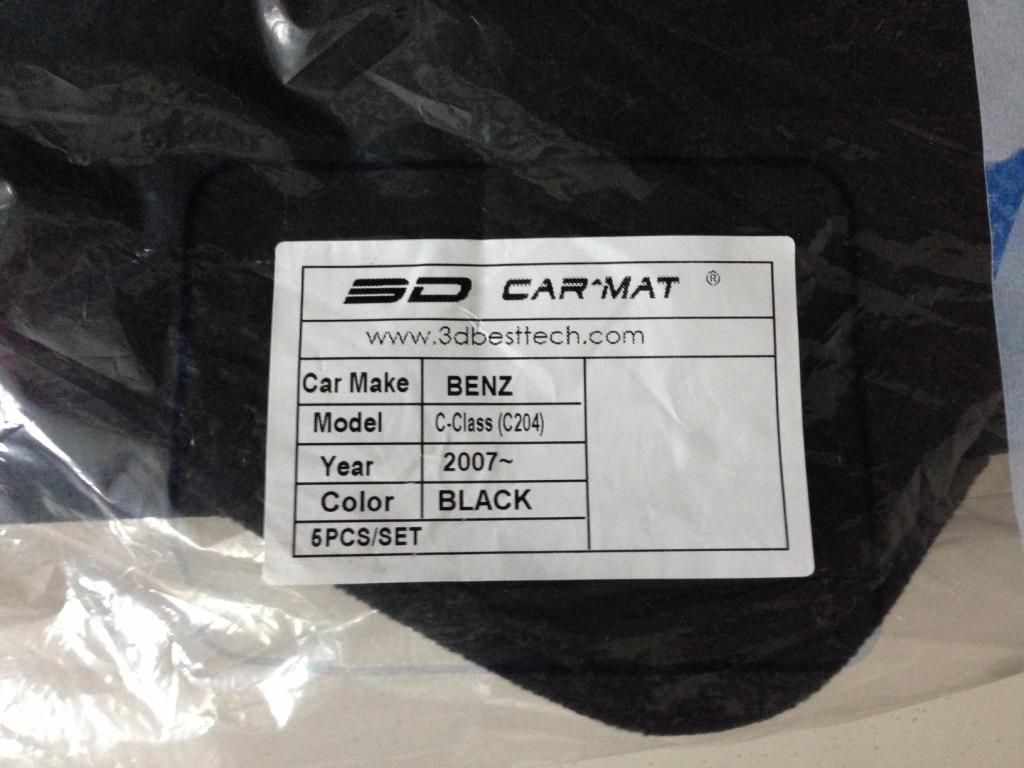 3D CAR^MAT ®
www.3dbesttech.com
Car Make BENZ
Model C-Class (C204)
Year 2007~
Color BLACK
5PCS/SET